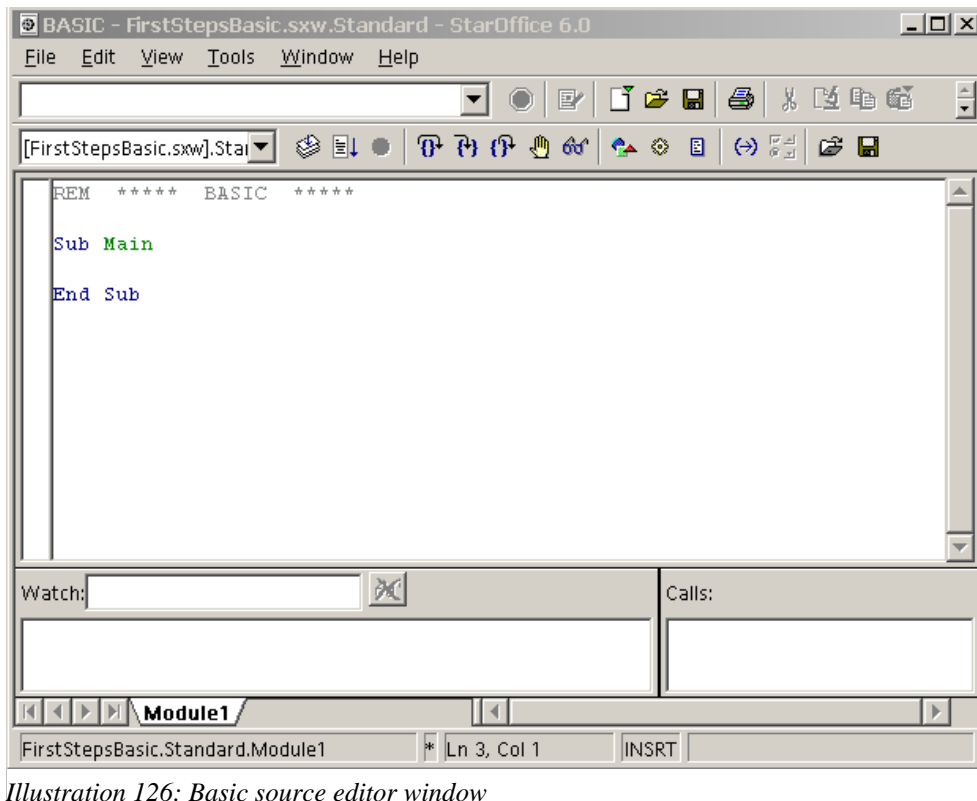 BASIC - FirstStepsBasic.sxw.Standard - StarOffice 6.0
File Edit View Tools Window Help
[FirstStepsBasic.sxw].Star
REM ***** BASIC *****
Sub Main
End Sub
Watch:
Calls:
Module1
FirstStepsBasic.Standard.Module1 * Ln 3, Col 1 INSRT
Illustration 126: Basic source editor window